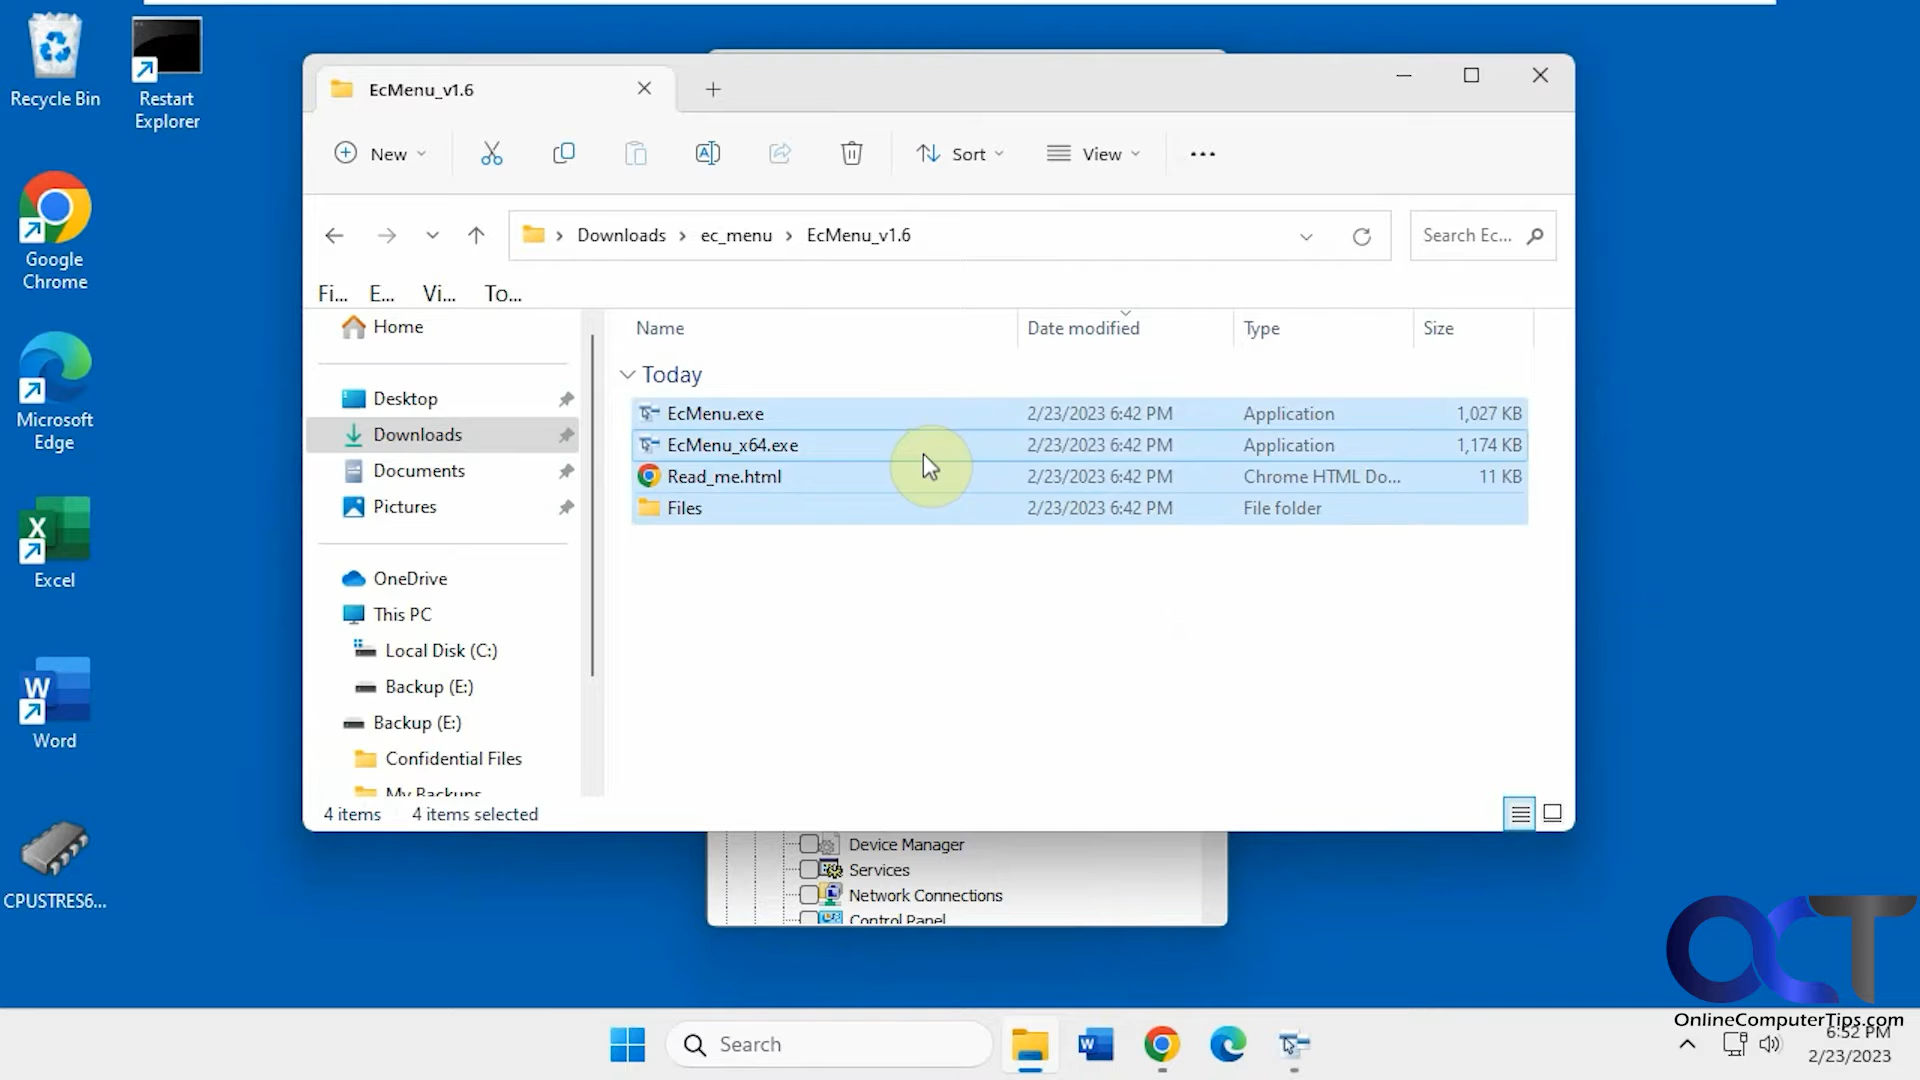 Recycle Bin
Restart
Explorer
Google
Chrome
Microsoft
Edge
Excel
Word
CPUSTRES6...
EcMenu_v1.6
New
Sort
View
Downloads > ec_menu > EcMenu_v1.6
Search Ec...
Fi... E... Vi... To...
Home
Desktop
Downloads
Documents
Pictures
OneDrive
This PC
Local Disk (C:)
Backup (E:)
Backup (E:)
Confidential Files
My Backups
Name Date modified Type Size
Today
EcMenu.exe 2/23/2023 6:42 PM Application 1,027 KB
EcMenu_x64.exe 2/23/2023 6:42 PM Application 1,174 KB
Read_me.html 2/23/2023 6:42 PM Chrome HTML Do... 11 KB
Files 2/23/2023 6:42 PM File folder
4 items 4 items selected
Device Manager
Services
Network Connections
Control Panel
OCT
OnlineComputerTips.com
Search
6:52 PM
2/23/2023